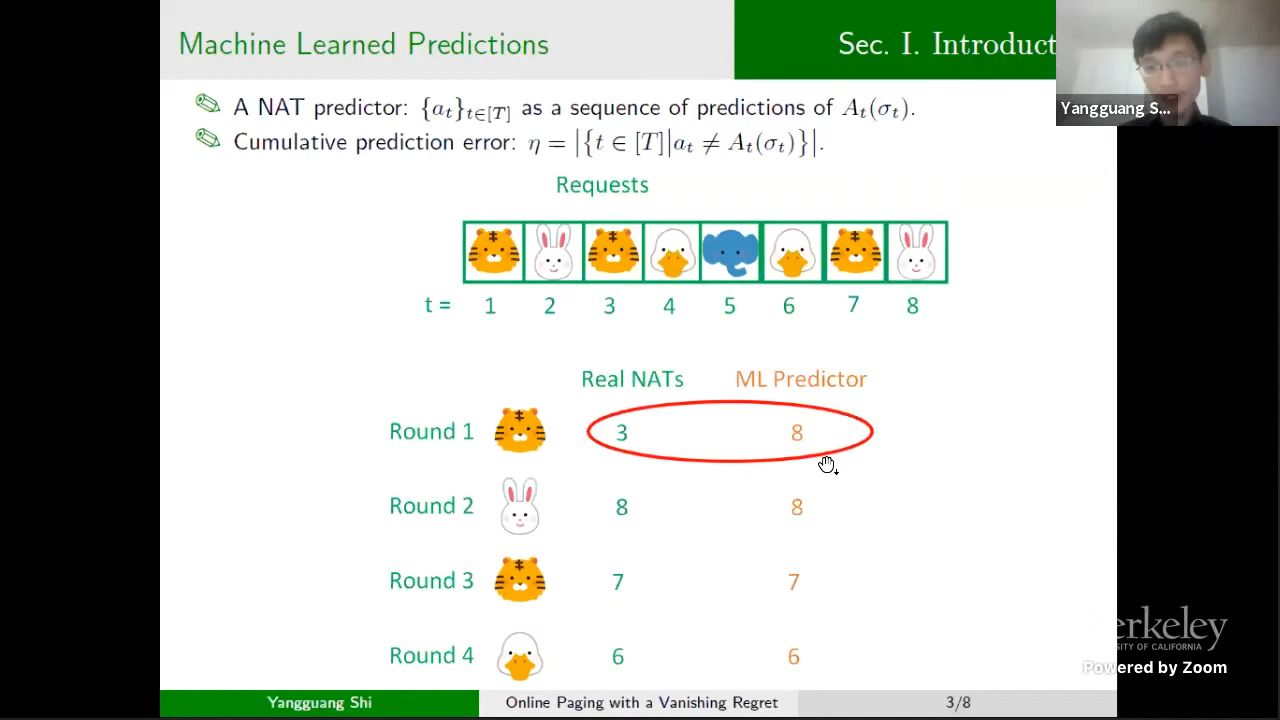 Machine Learned Predictions
Sec. I. Introduct
Yangguang S...
A NAT predictor: {a_t}_{t∈[T]} as a sequence of predictions of A_t(σ_t).
Cumulative prediction error: η = |{t ∈ [T]|a_t ≠ A_t(σ_t)}|.
Requests
t = 1 2 3 4 5 6 7 8
Real NATs ML Predictor
Round 1 3 8
Round 2 8 8
Round 3 7 7
Round 4 6 6
erkeley
SITY OF CALIFORNIA
Powered by Zoom
Yangguang Shi Online Paging with a Vanishing Regret 3/8